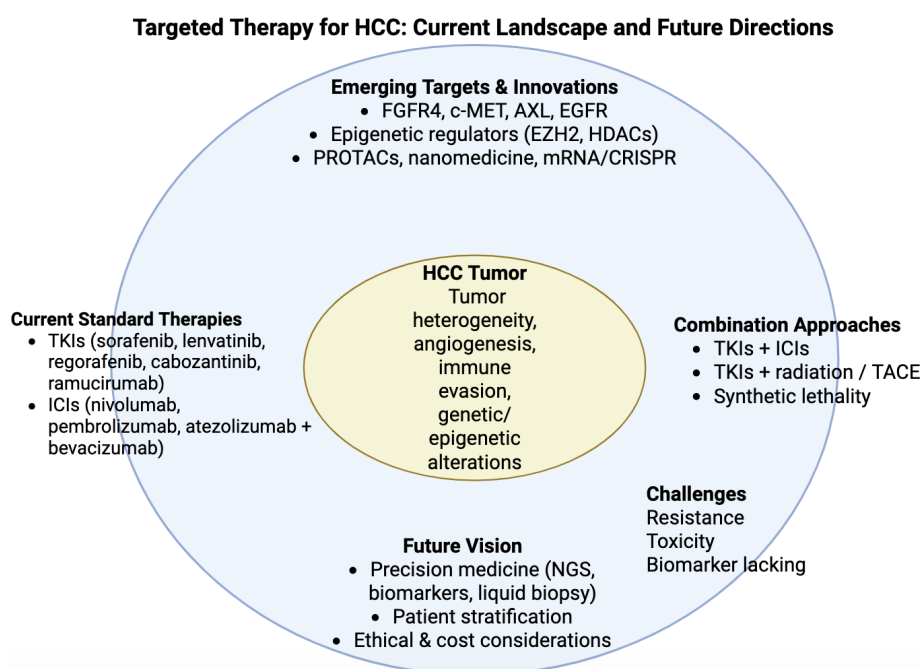 Targeted Therapy for HCC: Current Landscape and Future Directions
Emerging Targets & Innovations
• FGFR4, c-MET, AXL, EGFR
• Epigenetic regulators (EZH2, HDACs)
• PROTACs, nanomedicine, mRNA/CRISPR
HCC Tumor
Tumor
heterogeneity,
angiogenesis,
immune
evasion,
genetic/
epigenetic
alterations
Current Standard Therapies
• TKIs (sorafenib, lenvatinib,
regorafenib, cabozantinib,
ramucirumab)
• ICIs (nivolumab,
pembrolizumab, atezolizumab +
bevacizumab)
Combination Approaches
• TKIs + ICIs
• TKIs + radiation / TACE
• Synthetic lethality
Challenges
Resistance
Toxicity
Biomarker lacking
Future Vision
• Precision medicine (NGS,
biomarkers, liquid biopsy)
• Patient stratification
• Ethical & cost considerations